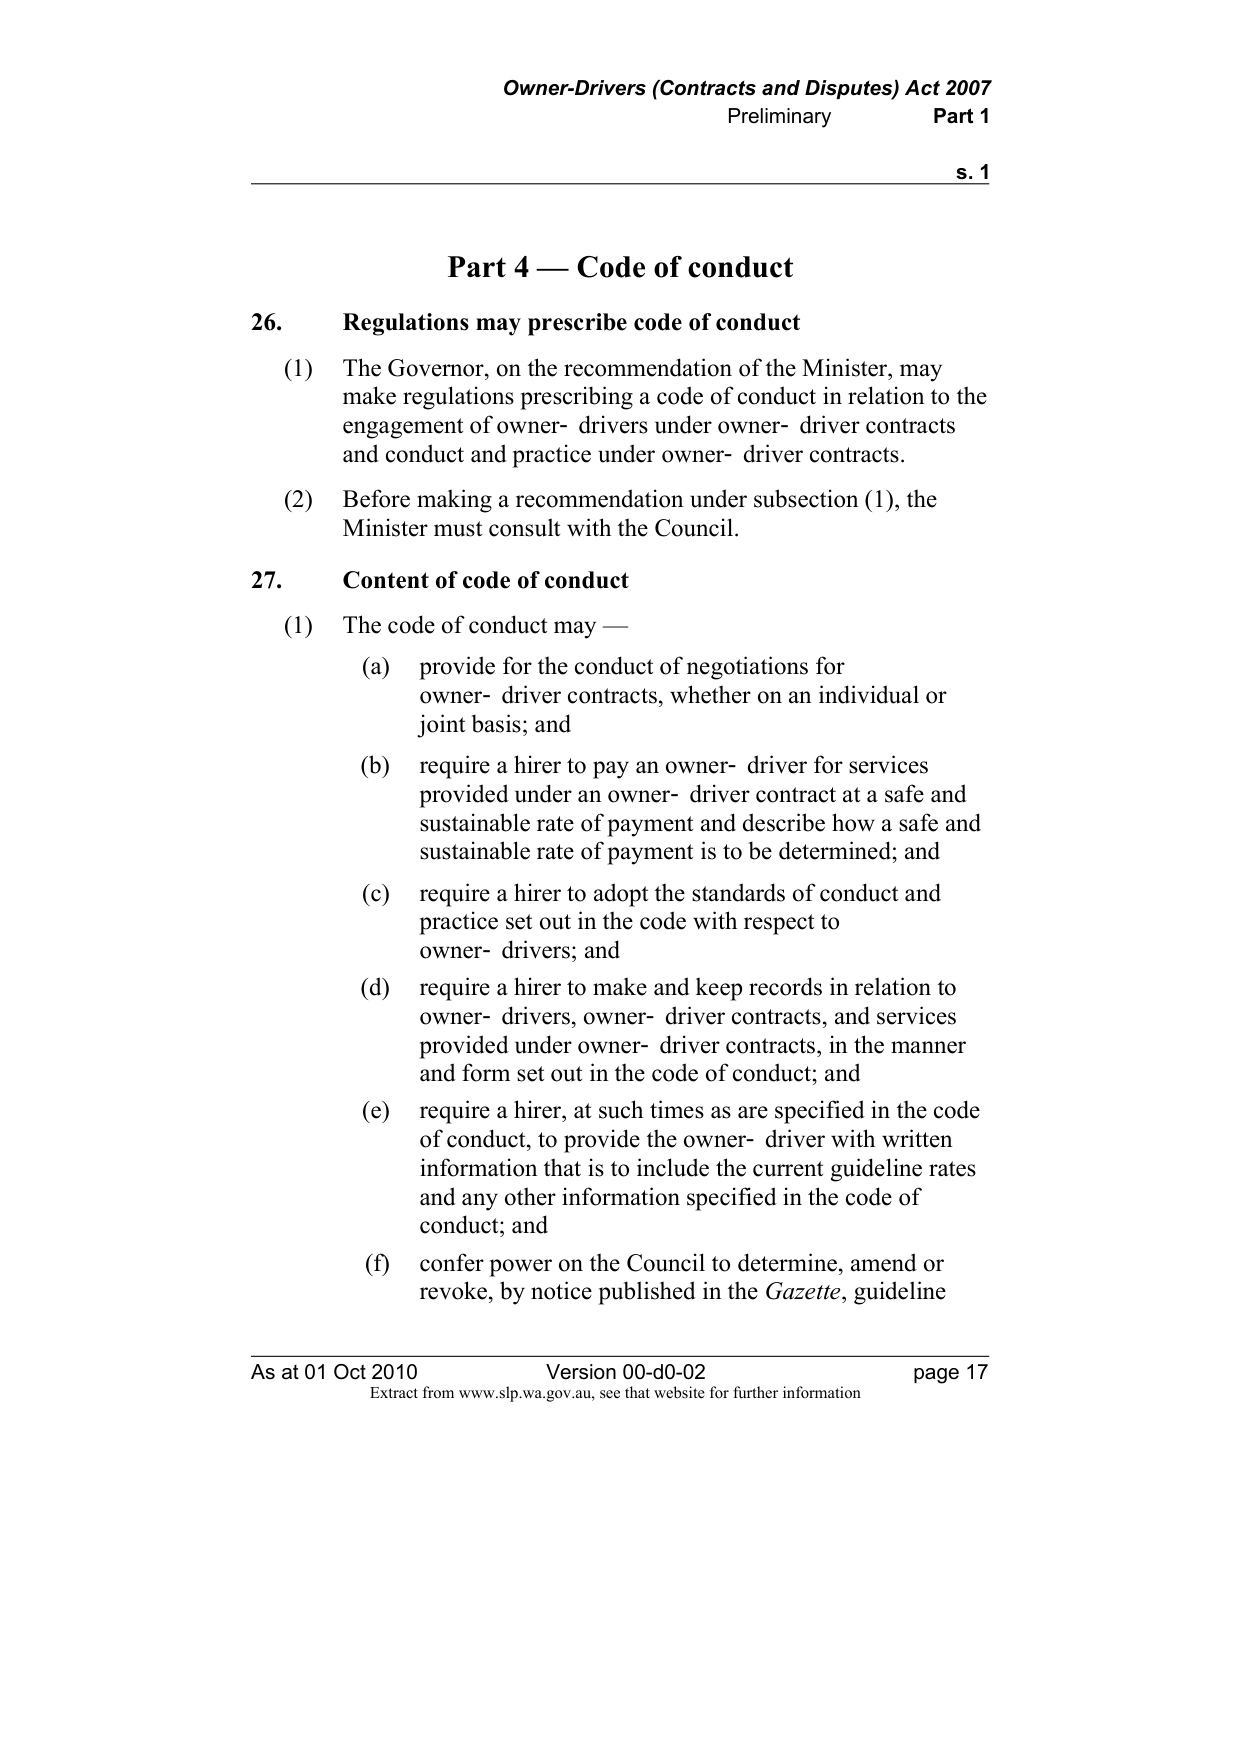 Owner-Drivers (Contracts and Disputes) Act 2007
Preliminary Part 1
s. 1
Part 4 — Code of conduct
26. Regulations may prescribe code of conduct
(1) The Governor, on the recommendation of the Minister, may
make regulations prescribing a code of conduct in relation to the
engagement of owner- drivers under owner- driver contracts
and conduct and practice under owner- driver contracts.
(2) Before making a recommendation under subsection (1), the
Minister must consult with the Council.
27. Content of code of conduct
(1) The code of conduct may —
(a) provide for the conduct of negotiations for
owner- driver contracts, whether on an individual or
joint basis; and
(b) require a hirer to pay an owner- driver for services
provided under an owner- driver contract at a safe and
sustainable rate of payment and describe how a safe and
sustainable rate of payment is to be determined; and
(c) require a hirer to adopt the standards of conduct and
practice set out in the code with respect to
owner- drivers; and
(d) require a hirer to make and keep records in relation to
owner- drivers, owner- driver contracts, and services
provided under owner- driver contracts, in the manner
and form set out in the code of conduct; and
(e) require a hirer, at such times as are specified in the code
of conduct, to provide the owner- driver with written
information that is to include the current guideline rates
and any other information specified in the code of
conduct; and
(f) confer power on the Council to determine, amend or
revoke, by notice published in the Gazette, guideline
As at 01 Oct 2010 Version 00-d0-02 page 17
Extract from www.slp.wa.gov.au, see that website for further information